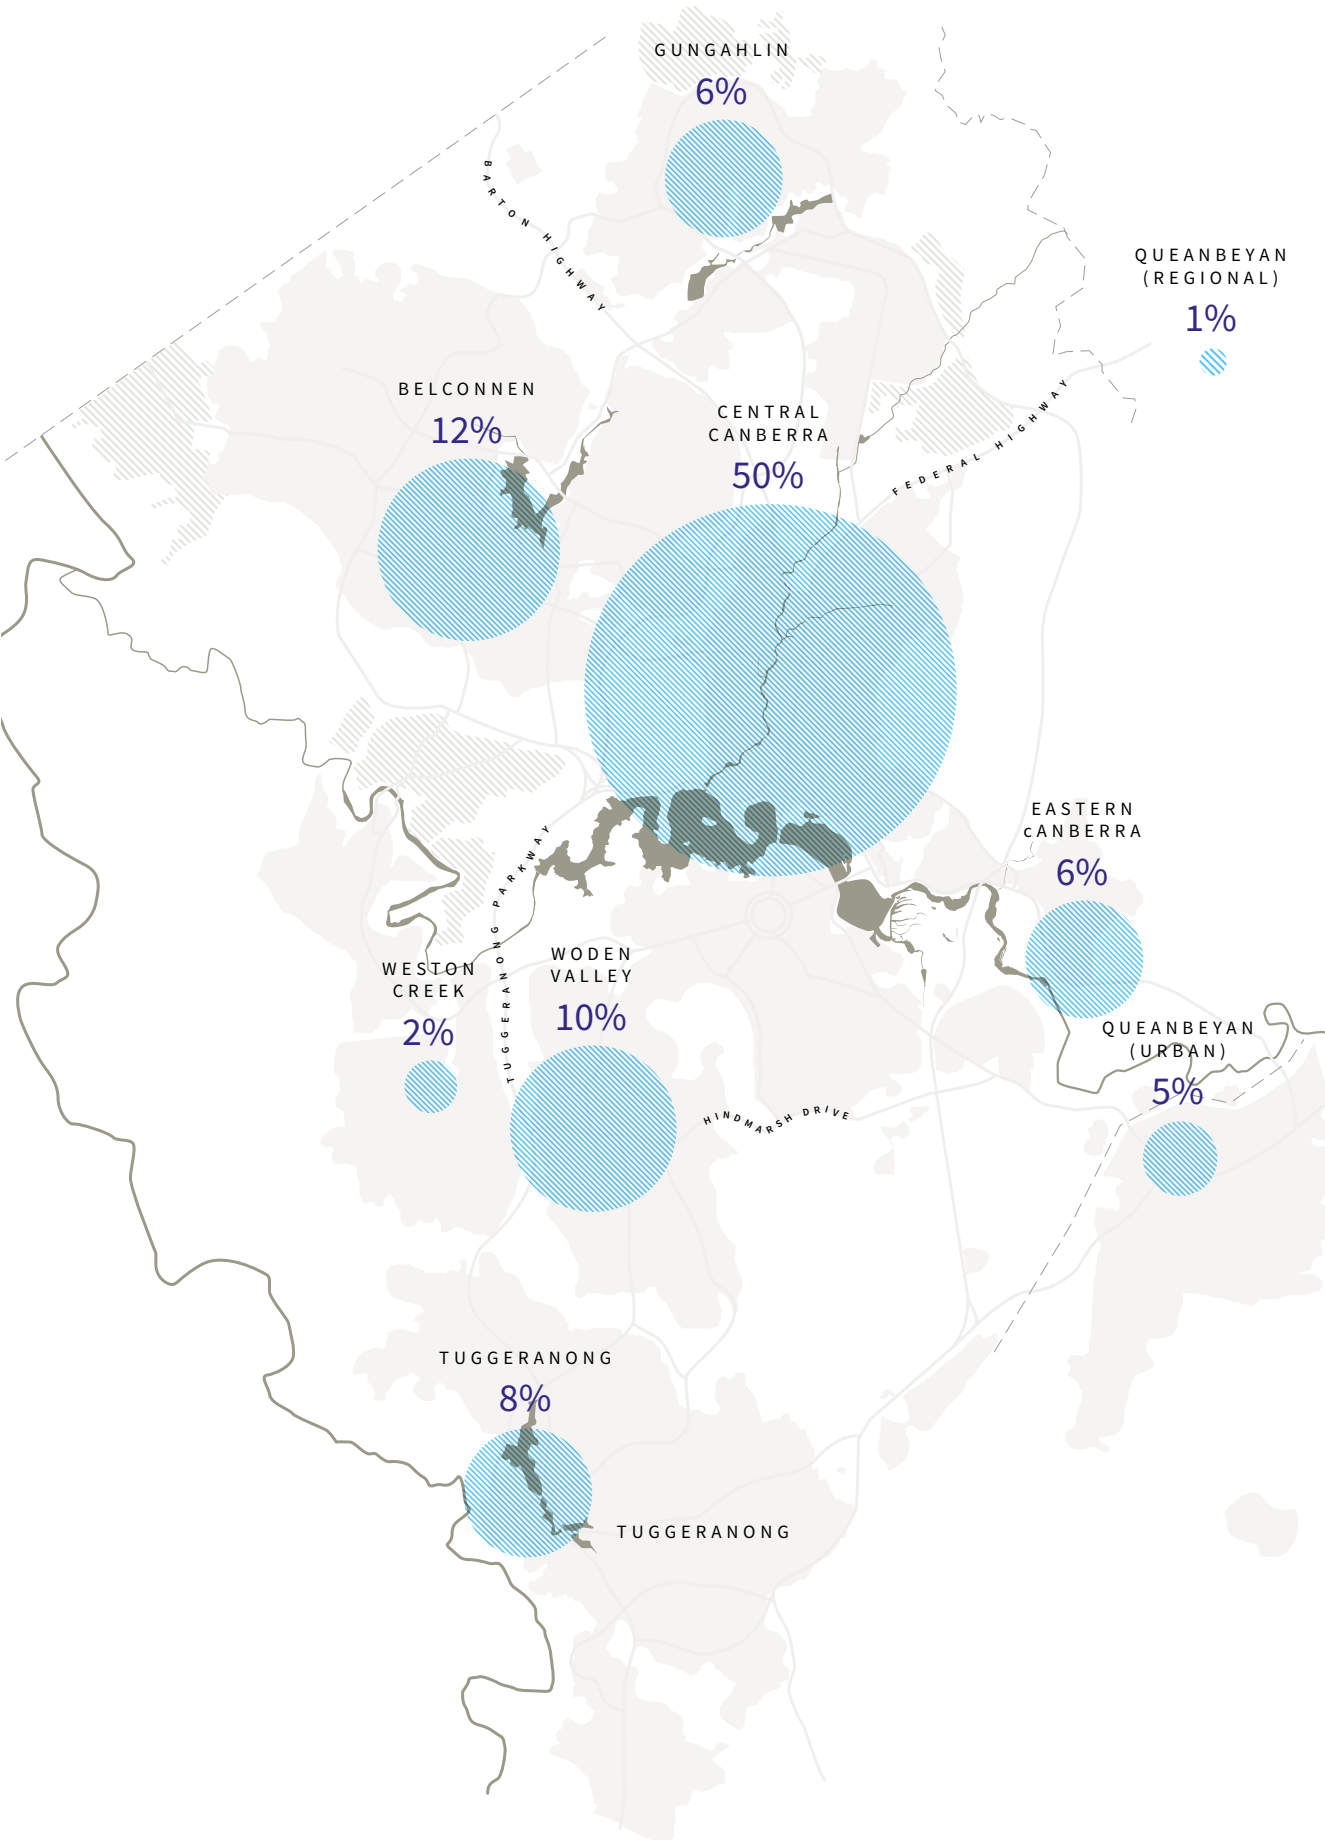 GUNGAHLIN
6%
BARTON HIGHWAY
QUEANBEYAN
(REGIONAL)
1%
BELCONNEN
12%
CENTRAL
CANBERRA
50%
FEDERAL HIGHWAY
EASTERN
cANBERRA
6%
TUGGERANONG PARKWAY
WODEN
VALLEY
10%
WESTON
CREEK
2%
QUEANBEYAN
(URBAN)
5%
HINDMARSH DRIVE
TUGGERANONG
8%
TUGGERANONG